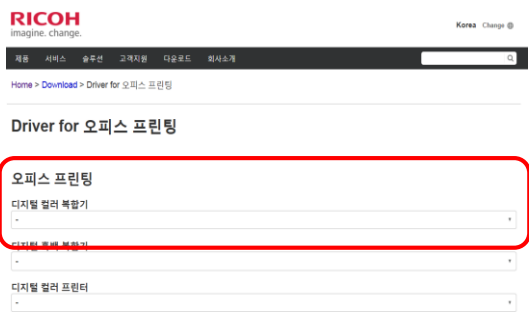 RICOH
imagine. change.
Korea Change
제품 서비스 솔루션 고객지원 다운로드 회사소개
Home > Download > Driver for 오피스 프린팅
Driver for 오피스 프린팅
오피스 프린팅
디지털 컬러 복합기
-
디지털 흑백 복합기
-
디지털 컬러 프린터
-